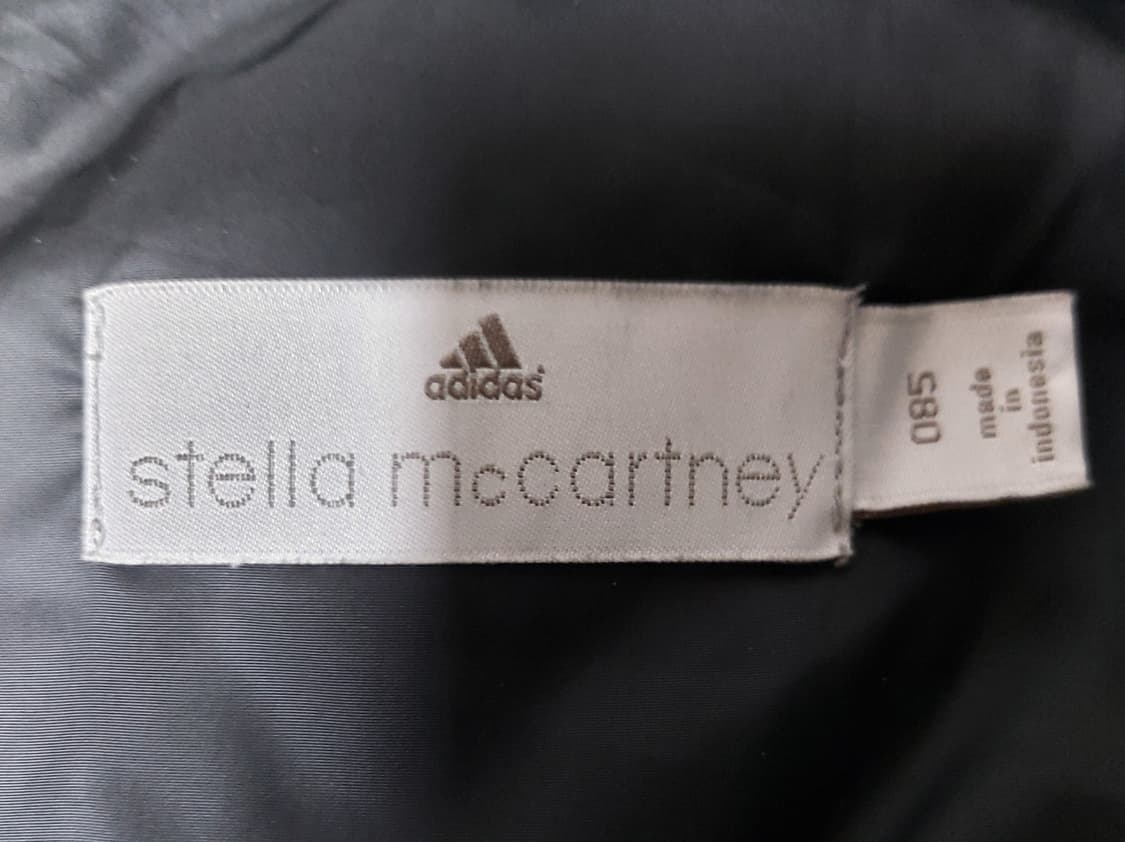 adidas®
stella mccartney
085
made
in
indonesia